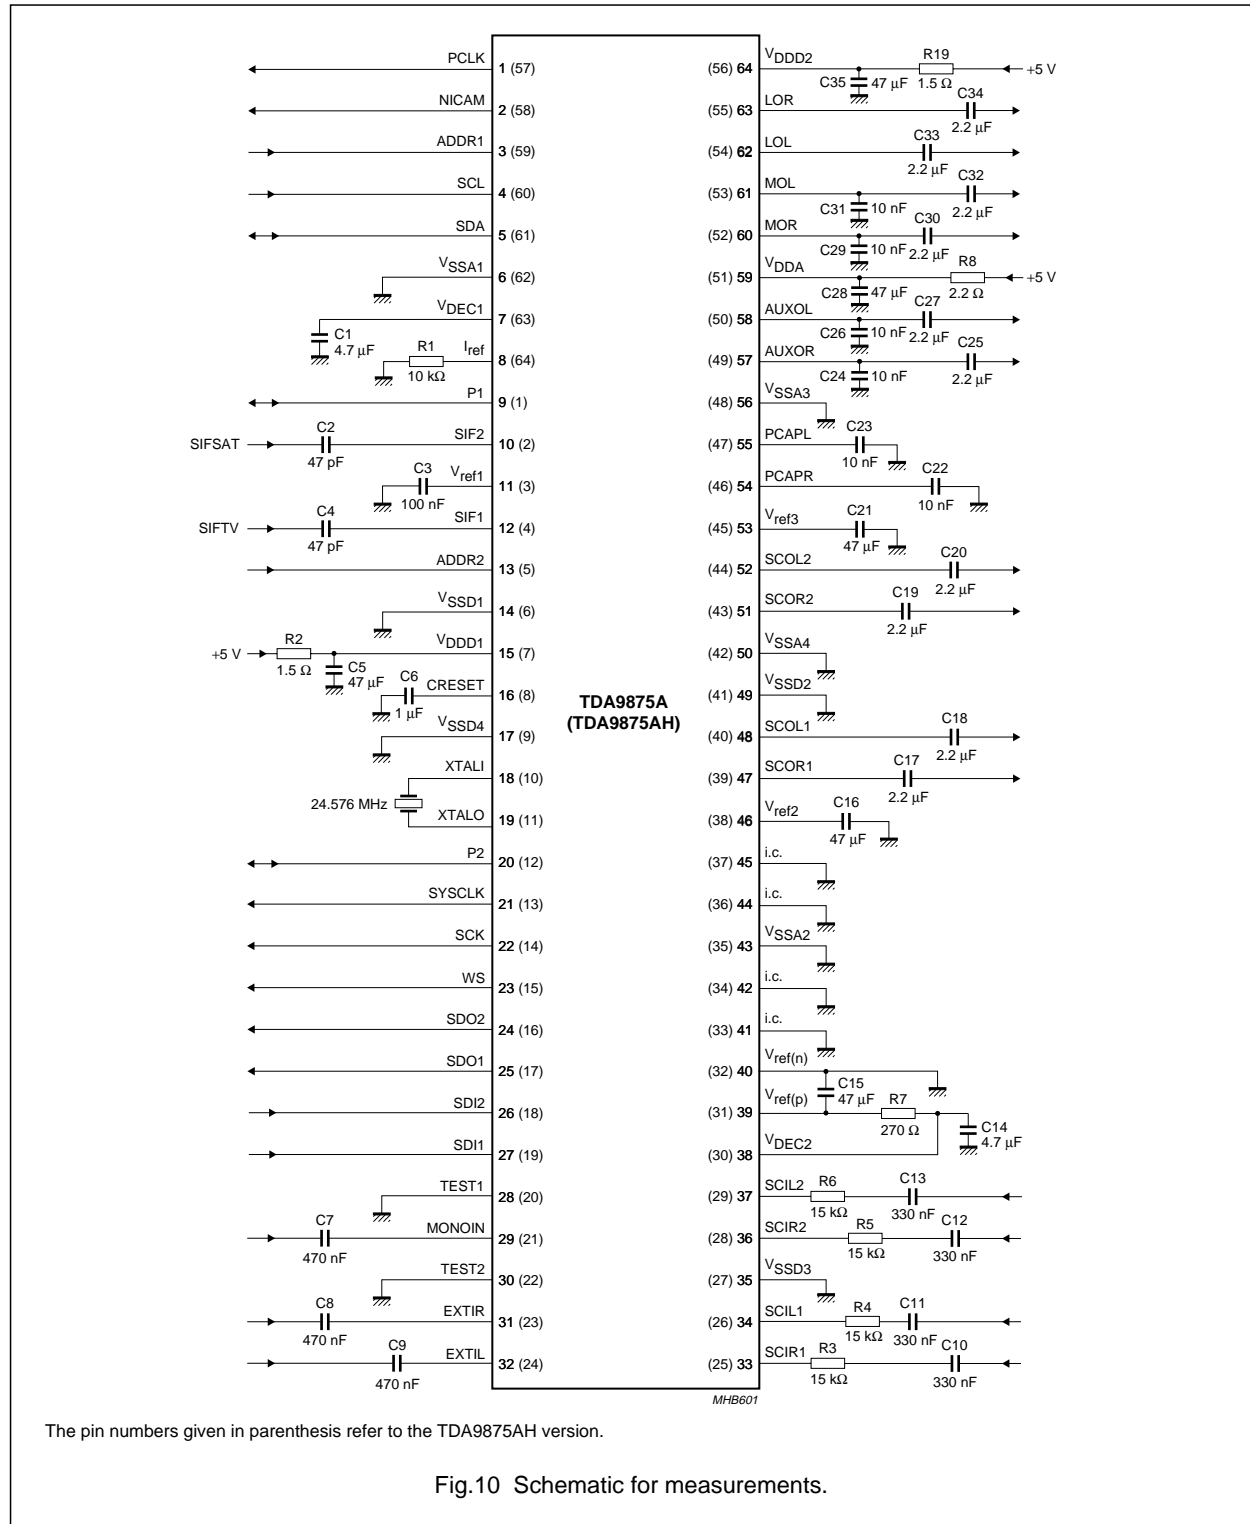 PCLK
1 (57)
NICAM
2 (58)
ADDR1
3 (59)
SCL
4 (60)
SDA
5 (61)
VSSA1
6 (62)
VDEC1
7 (63)
C1
4.7 µF
Iref
8 (64)
R1
10 kΩ
P1
9 (1)
SIFSAT
C2
47 pF
SIF2
10 (2)
C3
100 nF
Vref1
11 (3)
SIFTV
C4
47 pF
SIF1
12 (4)
ADDR2
13 (5)
VSSD1
14 (6)
+5 V
R2
1.5 Ω
VDDD1
15 (7)
C5
47 µF
C6
1 µF
CRESET
16 (8)
VSSD4
17 (9)
XTALI
18 (10)
24.576 MHz
XTALO
19 (11)
P2
20 (12)
SYSCLK
21 (13)
SCK
22 (14)
WS
23 (15)
SDO2
24 (16)
SDO1
25 (17)
SDI2
26 (18)
SDI1
27 (19)
TEST1
28 (20)
C7
470 nF
MONOIN
29 (21)
TEST2
30 (22)
C8
470 nF
EXTIR
31 (23)
C9
470 nF
EXTIL
32 (24)
TDA9875A
(TDA9875AH)
(56) 64
VDDD2
C35
47 µF
R19
1.5 Ω
+5 V
(55) 63
LOR
C34
2.2 µF
(54) 62
LOL
C33
2.2 µF
(53) 61
MOL
C31
10 nF
C32
2.2 µF
(52) 60
MOR
C29
10 nF
C30
2.2 µF
(51) 59
VDDA
C28
47 µF
R8
2.2 Ω
+5 V
(50) 58
AUXOL
C26
10 nF
C27
2.2 µF
(49) 57
AUXOR
C24
10 nF
C25
2.2 µF
(48) 56
VSSA3
(47) 55
PCAPL
C23
10 nF
(46) 54
PCAPR
C22
10 nF
(45) 53
Vref3
C21
47 µF
(44) 52
SCOL2
C20
2.2 µF
(43) 51
SCOR2
C19
2.2 µF
(42) 50
VSSA4
(41) 49
VSSD2
(40) 48
SCOL1
C18
2.2 µF
(39) 47
SCOR1
C17
2.2 µF
(38) 46
Vref2
C16
47 µF
(37) 45
i.c.
(36) 44
i.c.
(35) 43
VSSA2
(34) 42
i.c.
(33) 41
i.c.
(32) 40
Vref(n)
C15
47 µF
(31) 39
Vref(p)
R7
270 Ω
C14
4.7 µF
(30) 38
VDEC2
(29) 37
SCIL2
R6
15 kΩ
C13
330 nF
(28) 36
SCIR2
R5
15 kΩ
C12
330 nF
(27) 35
VSSD3
(26) 34
SCIL1
R4
15 kΩ
C11
330 nF
(25) 33
SCIR1
R3
15 kΩ
C10
330 nF
MHB601
The pin numbers given in parenthesis refer to the TDA9875AH version.
Fig.10 Schematic for measurements.